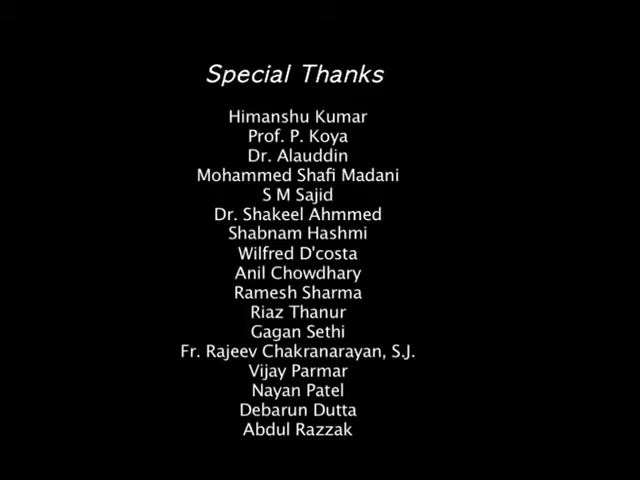 Special Thanks
Himanshu Kumar
Prof. P. Koya
Dr. Alauddin
Mohammed Shafi Madani
S M Sajid
Dr. Shakeel Ahmmed
Shabnam Hashmi
Wilfred D'costa
Anil Chowdhary
Ramesh Sharma
Riaz Thanur
Gagan Sethi
Fr. Rajeev Chakranarayan, S.J.
Vijay Parmar
Nayan Patel
Debarun Dutta
Abdul Razzak